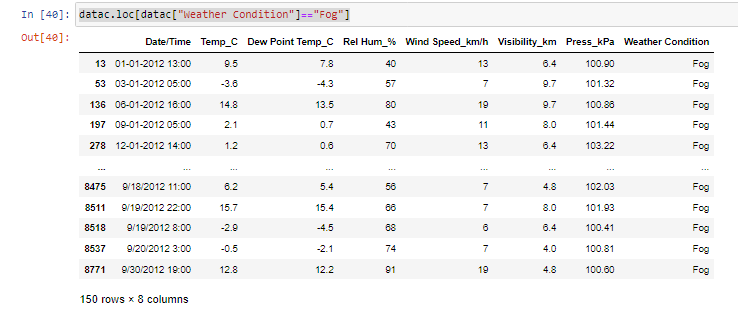 In [40]: datac.loc[datac["Weather Condition"]=="Fog"]
Out[40]:
Date/Time Temp_C Dew Point Temp_C Rel Hum_% Wind Speed_km/h Visibility_km Press_kPa Weather Condition
13 01-01-2012 13:00 9.5 7.8 40 13 6.4 100.90 Fog
53 03-01-2012 05:00 -3.6 -4.3 57 7 9.7 101.32 Fog
136 06-01-2012 16:00 14.8 13.5 80 19 9.7 100.86 Fog
197 09-01-2012 05:00 2.1 0.7 43 11 8.0 101.44 Fog
278 12-01-2012 14:00 1.2 0.6 70 13 6.4 103.22 Fog
... ... ... ... ... ... ... ... ...
8475 9/18/2012 11:00 6.2 5.4 56 7 4.8 102.03 Fog
8511 9/19/2012 22:00 15.7 15.4 66 7 8.0 101.93 Fog
8518 9/19/2012 8:00 -2.9 -4.5 68 6 6.4 100.41 Fog
8537 9/20/2012 3:00 -0.5 -2.1 74 7 4.0 100.81 Fog
8771 9/30/2012 19:00 12.8 12.2 91 19 4.8 100.60 Fog
150 rows × 8 columns